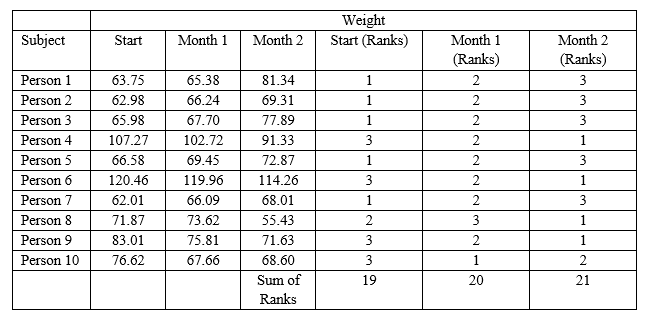 Weight
Subject Start Month 1 Month 2 Start (Ranks) Month 1 (Ranks) Month 2 (Ranks)
Person 1 63.75 65.38 81.34 1 2 3
Person 2 62.98 66.24 69.31 1 2 3
Person 3 65.98 67.70 77.89 1 2 3
Person 4 107.27 102.72 91.33 3 2 1
Person 5 66.58 69.45 72.87 1 2 3
Person 6 120.46 119.96 114.26 3 2 1
Person 7 62.01 66.09 68.01 1 2 3
Person 8 71.87 73.62 55.43 2 3 1
Person 9 83.01 75.81 71.63 3 2 1
Person 10 76.62 67.66 68.60 3 1 2
Sum of Ranks 19 20 21